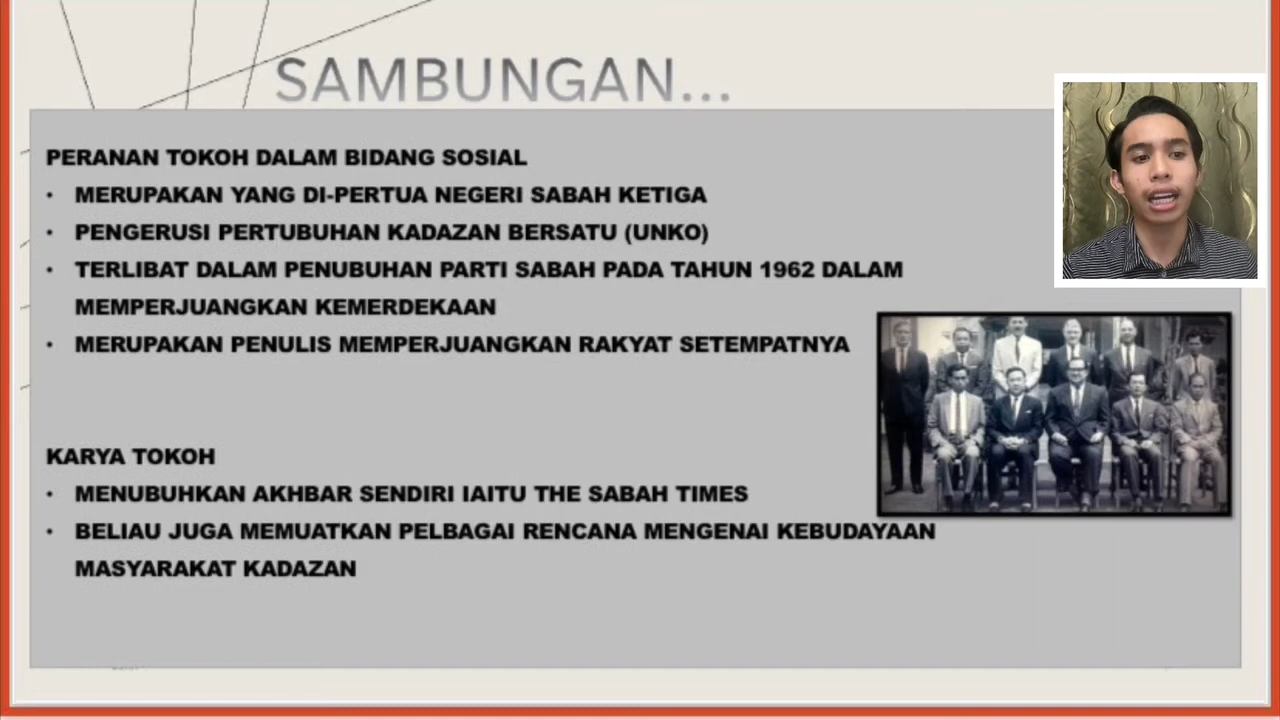 SAMBUNGAN...
PERANAN TOKOH DALAM BIDANG SOSIAL
• MERUPAKAN YANG DI-PERTUA NEGERI SABAH KETIGA
• PENGERUSI PERTUBUHAN KADAZAN BERSATU (UNKO)
• TERLIBAT DALAM PENUBUHAN PARTI SABAH PADA TAHUN 1962 DALAM
MEMPERJUANGKAN KEMERDEKAAN
• MERUPAKAN PENULIS MEMPERJUANGKAN RAKYAT SETEMPATNYA
KARYA TOKOH
• MENUBUHKAN AKHBAR SENDIRI IAITU THE SABAH TIMES
• BELIAU JUGA MEMUATKAN PELBAGAI RENCANA MENGENAI KEBUDAYAAN
MASYARAKAT KADAZAN